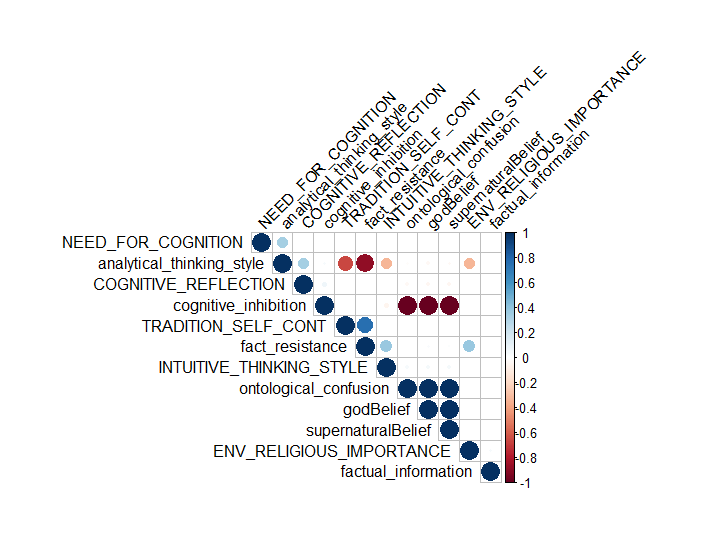 NEED_FOR_COGNITION
analytical_thinking_style
COGNITIVE_REFLECTION
cognitive_inhibition
TRADITION_SELF_CONT
fact_resistance
INTUITIVE_THINKING_STYLE
ontological_confusion
godBelief
supernaturalBelief
ENV_RELIGIOUS_IMPORTANCE
factual_information
NEED_FOR_COGNITION
analytical_thinking_style
COGNITIVE_REFLECTION
cognitive_inhibition
TRADITION_SELF_CONT
fact_resistance
INTUITIVE_THINKING_STYLE
ontological_confusion
godBelief
supernaturalBelief
ENV_RELIGIOUS_IMPORTANCE
factual_information
1
0.8
0.6
0.4
0.2
0
-0.2
-0.4
-0.6
-0.8
-1